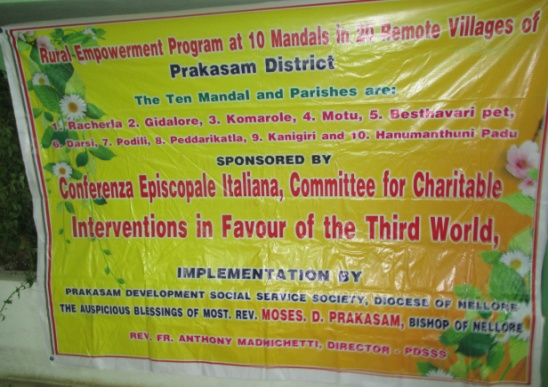 Rural Empowerment Program at 10 Mandals in 20 Remote Villages of
Prakasam District
The Ten Mandal and Parishes are:
1. Racherla 2. Gidalore, 3. Komarole, 4. Motu, 5. Besthavari pet,
6. Darsi, 7. Podili, 8. Peddarikatla, 9. Kanigiri and 10. Hanumanthuni Padu
SPONSORED BY
Conferenza Episcopale Italiana, Committee for Charitable
Interventions in Favour of the Third World,
IMPLEMENTATION BY
PRAKASAM DEVELOPMENT SOCIAL SERVICE SOCIETY, DIOCESE OF NELLORE
THE AUSPICIOUS BLESSINGS OF MOST. REV. MOSES. D. PRAKASAM, BISHOP OF NELLORE
REV. FR. ANTHONY MADHICHETTI, DIRECTOR - PDSSS